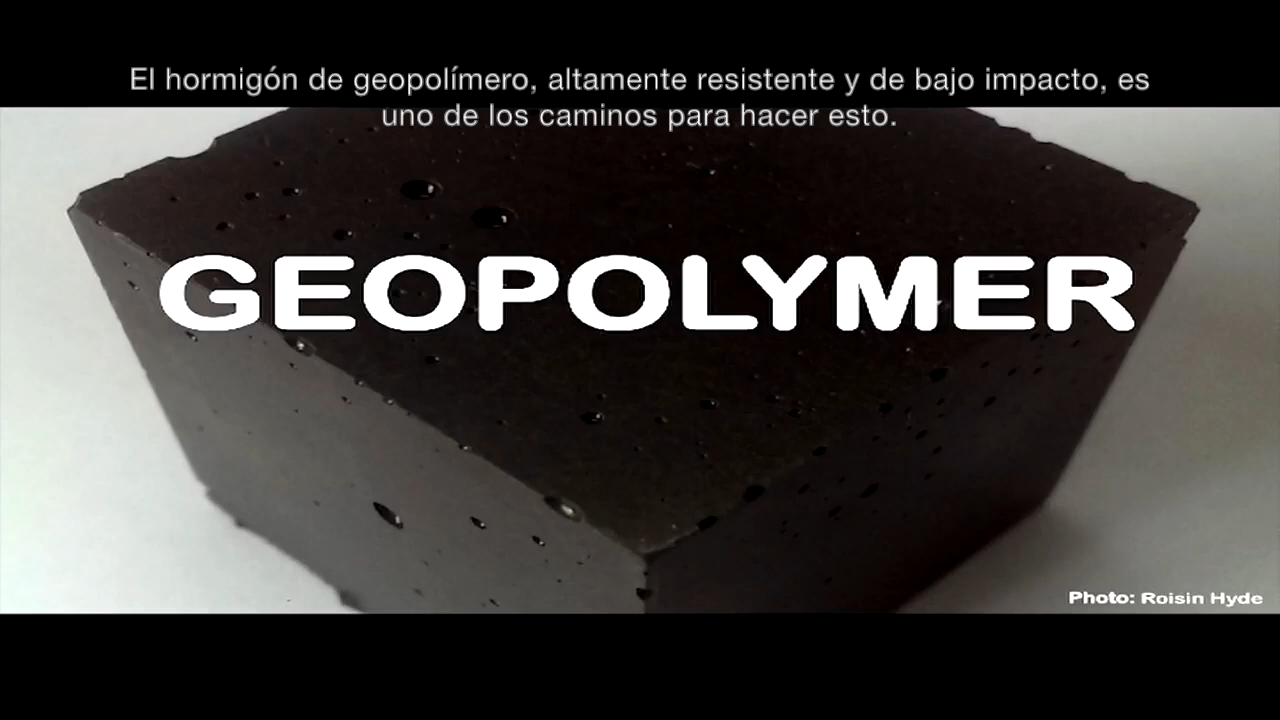 El hormigón de geopolímero, altamente resistente y de bajo impacto, es
uno de los caminos para hacer esto.
GEOPOLYMER
Photo: Roisin Hyde